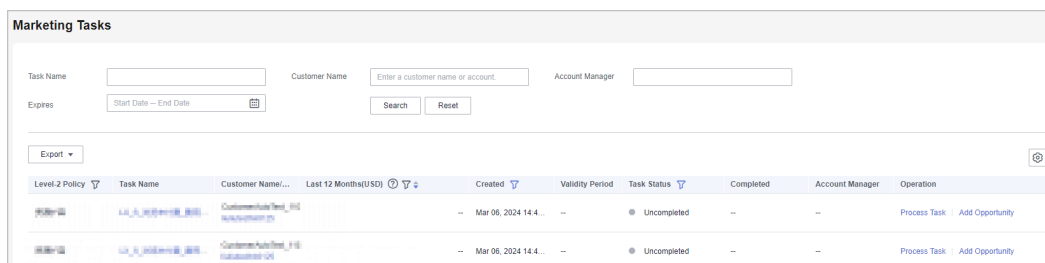 Marketing Tasks
Task Name Customer Name Enter a customer name or account. Account Manager
Expires Start Date – End Date Search Reset
Export
Level-2 Policy Task Name Customer Name/... Last 12 Months(USD) Created Validity Period Task Status Completed Account Manager Operation
-- Mar 06, 2024 14:4... -- Uncompleted -- -- Process Task | Add Opportunity
-- Mar 06, 2024 14:4... -- Uncompleted -- -- Process Task | Add Opportunity